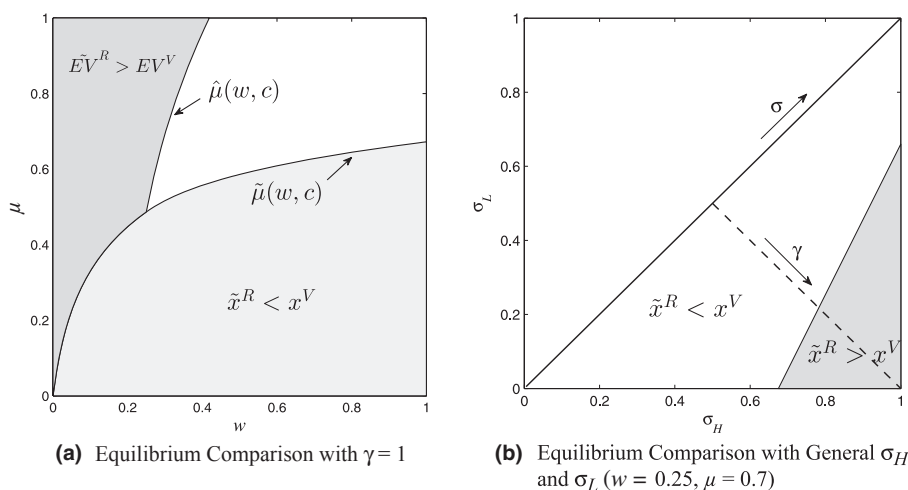 1
0.8
0.6
0.4
0.2
0
μ
0 0.2 0.4 0.6 0.8 1
w
ẼV^R > EV^V
μ̂(w, c)
μ̃(w, c)
x̃^R < x^V
(a) Equilibrium Comparison with γ = 1
1
0.8
0.6
0.4
0.2
0
σ_L
0 0.2 0.4 0.6 0.8 1
σ_H
σ
γ
x̃^R < x^V
x̃^R > x^V
(b) Equilibrium Comparison with General σ_H
and σ_L (w = 0.25, μ = 0.7)